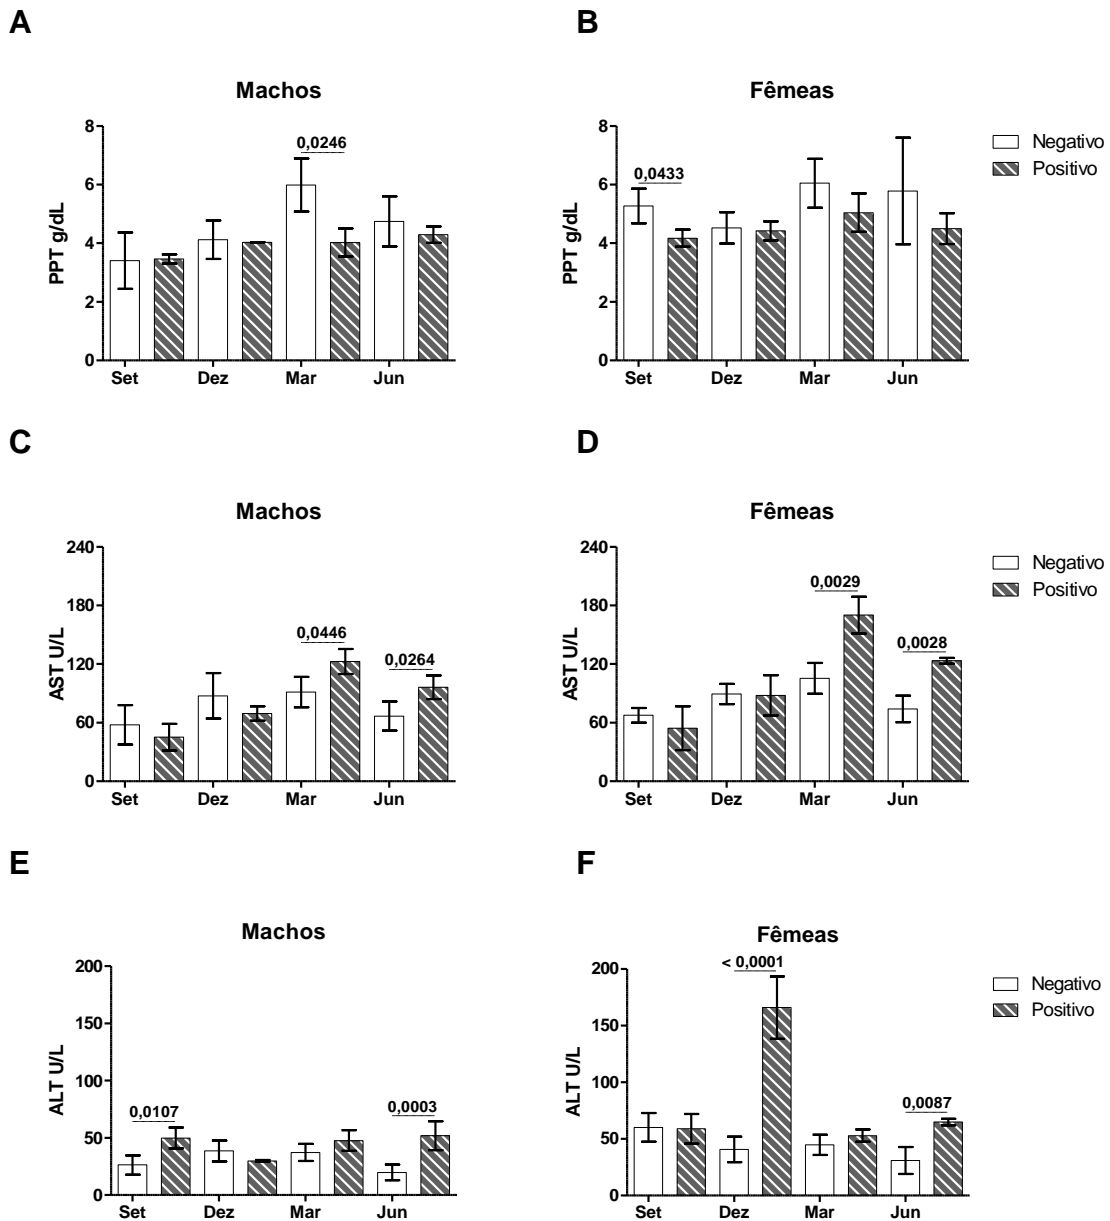 A
B
Machos
Fêmeas
8
6
4
2
0
PPT g/dL
0,0246
Set
Dez
Mar
Jun
8
6
4
2
0
PPT g/dL
0,0433
Set
Dez
Mar
Jun
Negativo
Positivo
C
D
Machos
Fêmeas
240
180
120
60
0
AST U/L
0,0446
0,0264
Set
Dez
Mar
Jun
240
180
120
60
0
AST U/L
0,0029
0,0028
Set
Dez
Mar
Jun
Negativo
Positivo
E
F
Machos
Fêmeas
200
150
100
50
0
ALT U/L
0,0107
0,0003
Set
Dez
Mar
Jun
200
150
100
50
0
ALT U/L
< 0,0001
0,0087
Set
Dez
Mar
Jun
Negativo
Positivo